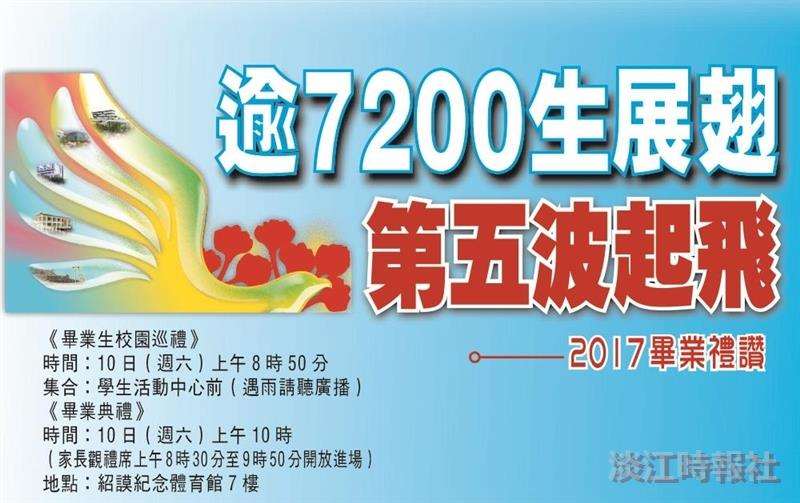 逾7200生展翅
第五波起飛
2017畢業禮讚
《畢業生校園巡禮》
時間：10日（週六）上午8時50分
集合：學生活動中心前（遇雨請聽廣播）
《畢業典禮》
時間：10日（週六）上午10時
（家長觀禮席上午8時30分至9時50分開放進場）
地點：紹謨紀念體育館7樓
淡江時報社